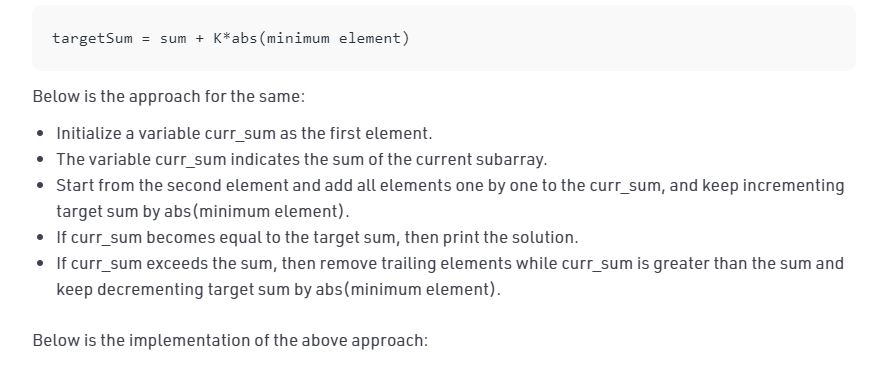 targetSum = sum + K*abs(minimum element)
Below is the approach for the same:
• Initialize a variable curr_sum as the first element.
• The variable curr_sum indicates the sum of the current subarray.
• Start from the second element and add all elements one by one to the curr_sum, and keep incrementing
target sum by abs(minimum element).
• If curr_sum becomes equal to the target sum, then print the solution.
• If curr_sum exceeds the sum, then remove trailing elements while curr_sum is greater than the sum and
keep decrementing target sum by abs(minimum element).
Below is the implementation of the above approach: